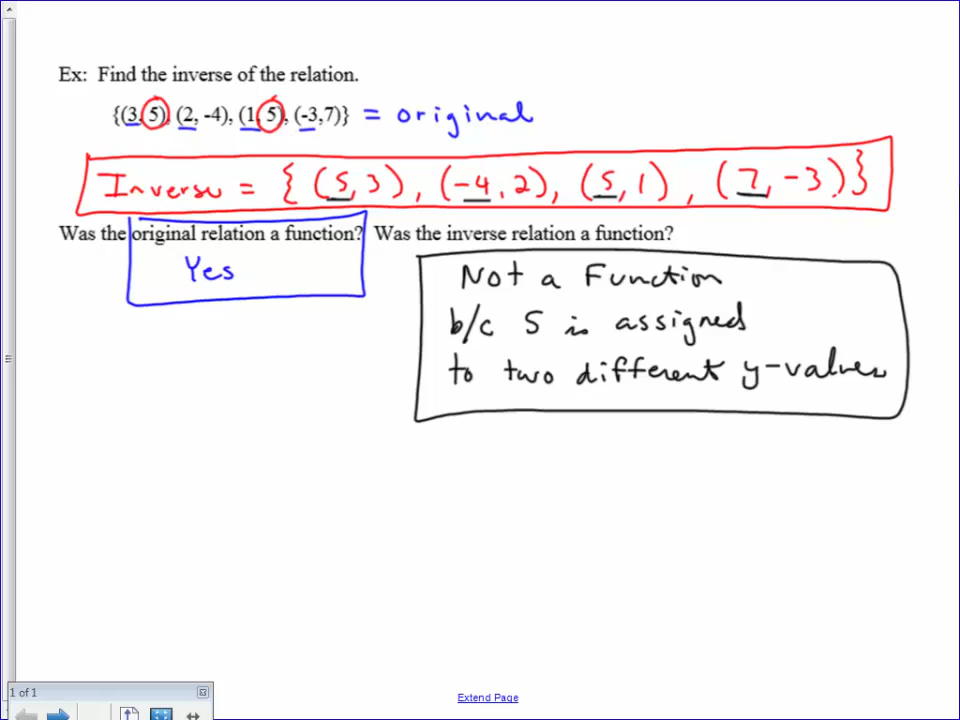 Ex: Find the inverse of the relation.
{(3, 5), (2, -4), (1, 5), (-3,7)} = original
Inverse = { (5, 3), (-4, 2), (5, 1), (7, -3) }
Was the original relation a function? Was the inverse relation a function?
Yes
Not a Function
b/c 5 is assigned
to two different y-values
Extend Page
1 of 1